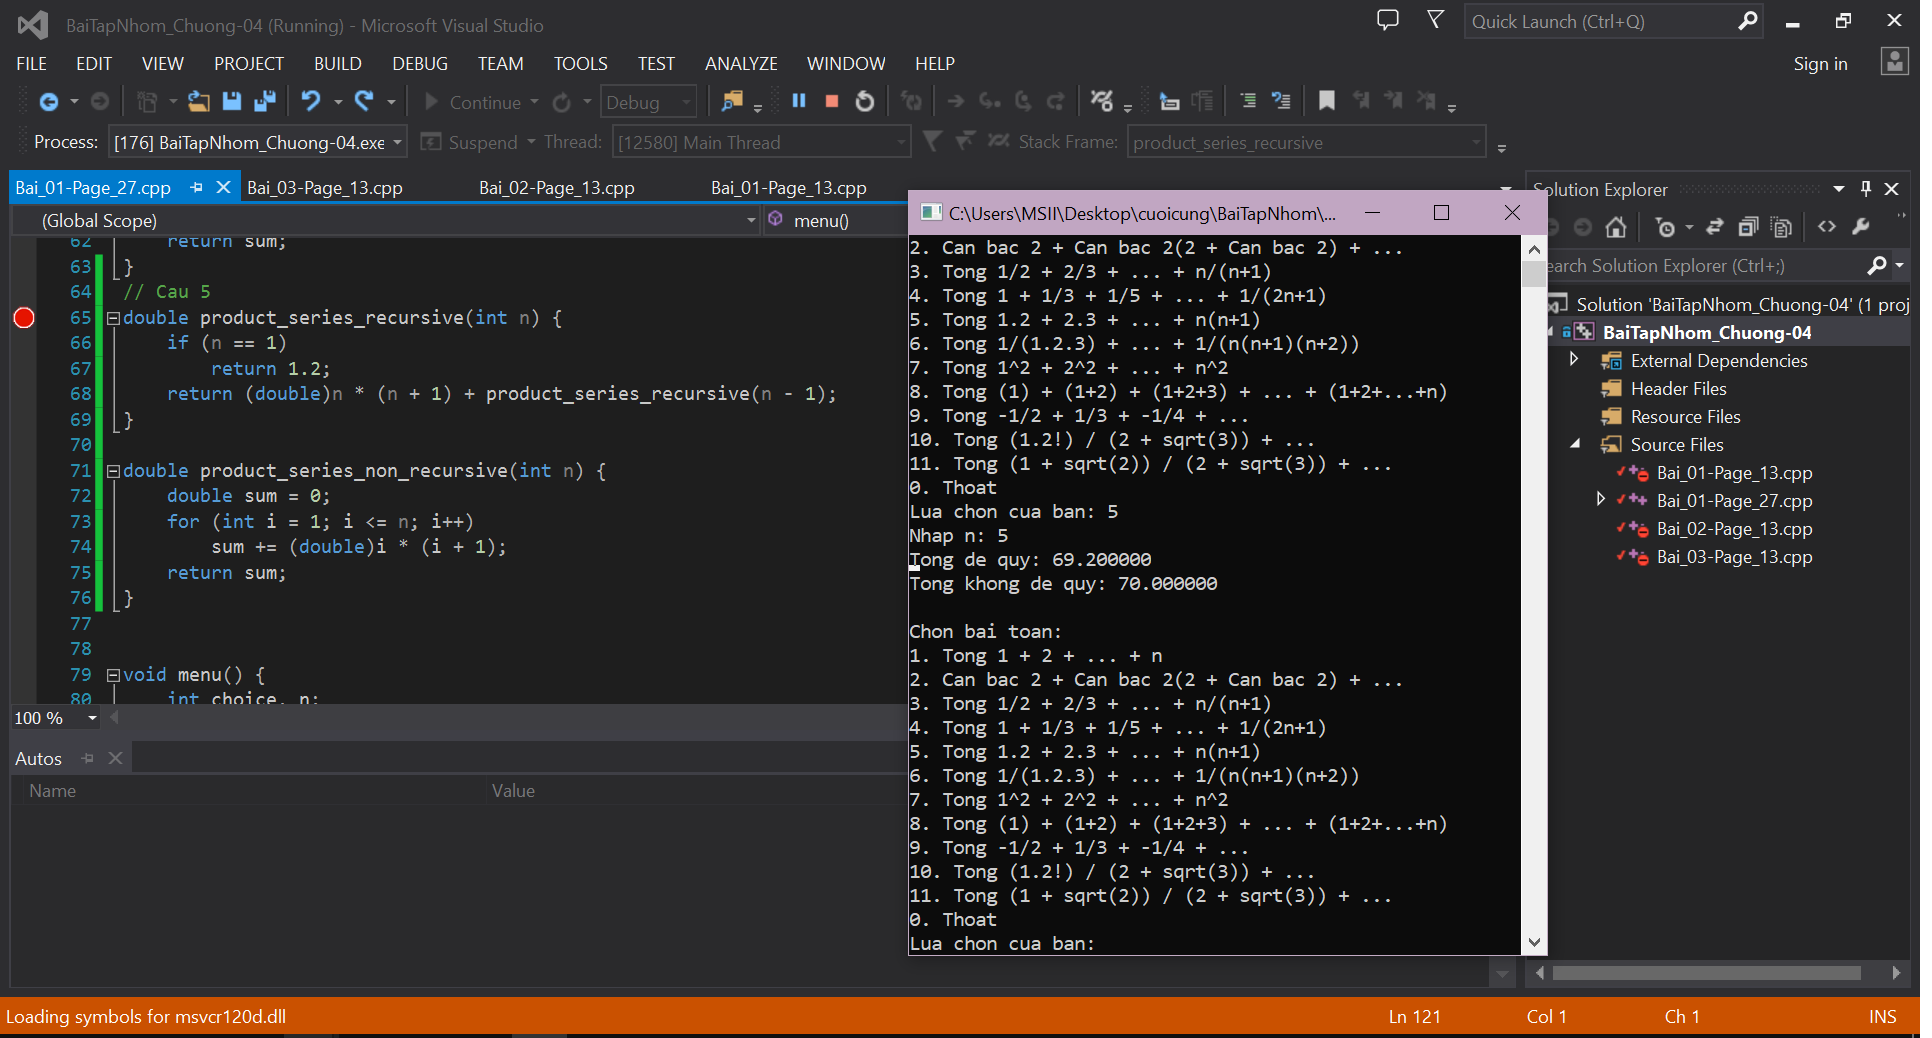 BaiTapNhom_Chuong-04 (Running) - Microsoft Visual Studio
Quick Launch (Ctrl+Q)
FILE EDIT VIEW PROJECT BUILD DEBUG TEAM TOOLS TEST ANALYZE WINDOW HELP
Sign in
Continue Debug
Process: [176] BaiTapNhom_Chuong-04.exe Suspend Thread: [12580] Main Thread Stack Frame: product_series_recursive
Bai_01-Page_27.cpp Bai_03-Page_13.cpp Bai_02-Page_13.cpp Bai_01-Page_13.cpp
(Global Scope) menu()
62 return sum;
63 }
64 // Cau 5
65 double product_series_recursive(int n) {
66 if (n == 1)
67 return 1.2;
68 return (double)n * (n + 1) + product_series_recursive(n - 1);
69 }
70
71 double product_series_non_recursive(int n) {
72 double sum = 0;
73 for (int i = 1; i <= n; i++)
74 sum += (double)i * (i + 1);
75 return sum;
76 }
77
78
79 void menu() {
80 int choice, n;
100 %
Autos
Name Value
C:\Users\MSII\Desktop\cuoicung\BaiTapNhom\...
2. Can bac 2 + Can bac 2(2 + Can bac 2) + ...
3. Tong 1/2 + 2/3 + ... + n/(n+1)
4. Tong 1 + 1/3 + 1/5 + ... + 1/(2n+1)
5. Tong 1.2 + 2.3 + ... + n(n+1)
6. Tong 1/(1.2.3) + ... + 1/(n(n+1)(n+2))
7. Tong 1^2 + 2^2 + ... + n^2
8. Tong (1) + (1+2) + (1+2+3) + ... + (1+2+...+n)
9. Tong -1/2 + 1/3 + -1/4 + ...
10. Tong (1.2!) / (2 + sqrt(3)) + ...
11. Tong (1 + sqrt(2)) / (2 + sqrt(3)) + ...
0. Thoat
Lua chon cua ban: 5
Nhap n: 5
Tong de quy: 69.200000
Tong khong de quy: 70.000000
Chon bai toan:
1. Tong 1 + 2 + ... + n
2. Can bac 2 + Can bac 2(2 + Can bac 2) + ...
3. Tong 1/2 + 2/3 + ... + n/(n+1)
4. Tong 1 + 1/3 + 1/5 + ... + 1/(2n+1)
5. Tong 1.2 + 2.3 + ... + n(n+1)
6. Tong 1/(1.2.3) + ... + 1/(n(n+1)(n+2))
7. Tong 1^2 + 2^2 + ... + n^2
8. Tong (1) + (1+2) + (1+2+3) + ... + (1+2+...+n)
9. Tong -1/2 + 1/3 + -1/4 + ...
10. Tong (1.2!) / (2 + sqrt(3)) + ...
11. Tong (1 + sqrt(2)) / (2 + sqrt(3)) + ...
0. Thoat
Lua chon cua ban:
Solution Explorer
earch Solution Explorer (Ctrl+;)
Solution 'BaiTapNhom_Chuong-04' (1 proj
BaiTapNhom_Chuong-04
External Dependencies
Header Files
Resource Files
Source Files
Bai_01-Page_13.cpp
Bai_01-Page_27.cpp
Bai_02-Page_13.cpp
Bai_03-Page_13.cpp
Loading symbols for msvcr120d.dll
Ln 121 Col 1 Ch 1 INS